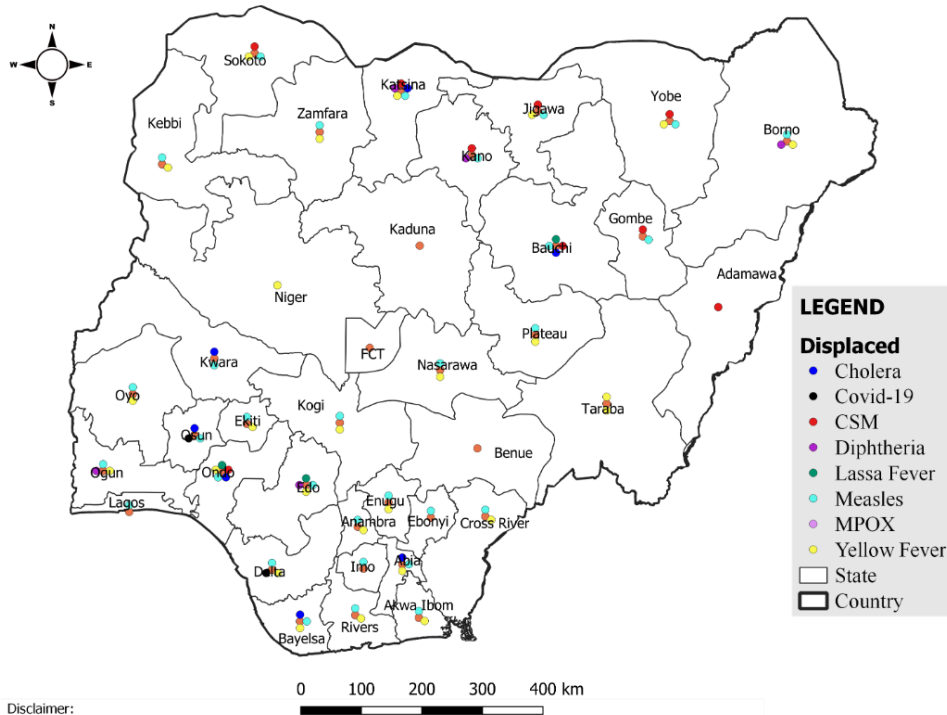 N
W E
S
Sokoto
Katsina
Zamfara
Jigawa
Yobe
Kebbi
Borno
Kano
Gombe
Kaduna
Bauchi
Adamawa
Niger
Plateau
FCT
Kwara
Nasarawa
Oyo
Taraba
Ekiti
Kogi
Osun
Benue
Ogun
Ondo
Edo
Lagos
Enugu
Anambra
Ebonyi
Cross River
Delta
Imo
Abia
Akwa Ibom
Bayelsa
Rivers
LEGEND
Displaced
Cholera
Covid-19
CSM
Diphtheria
Lassa Fever
Measles
MPOX
Yellow Fever
State
Country
0 100 200 300 400 km
Disclaimer: